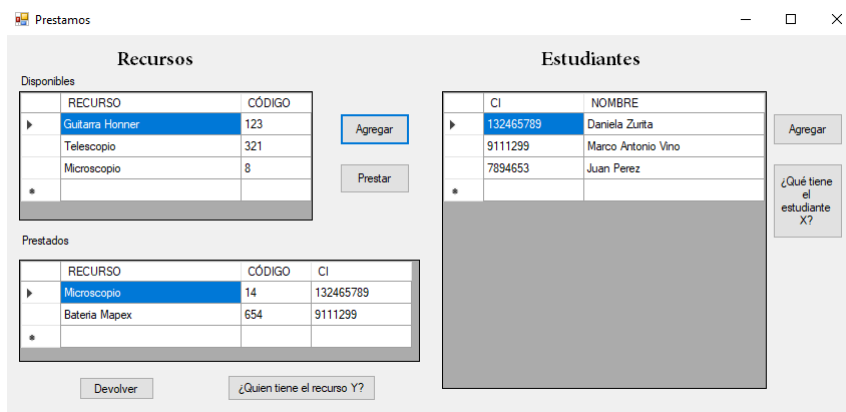 Prestamos
Recursos
Disponibles
RECURSO CÓDIGO
Guitarra Honner 123
Telescopio 321
Microscopio 8
Agregar
Prestar
Prestados
RECURSO CÓDIGO CI
Microscopio 14 132465789
Bateria Mapex 654 9111299
Devolver
¿Quien tiene el recurso Y?
Estudiantes
CI NOMBRE
132465789 Daniela Zurita
9111299 Marco Antonio Vino
7894653 Juan Perez
Agregar
¿Qué tiene
el
estudiante
X?